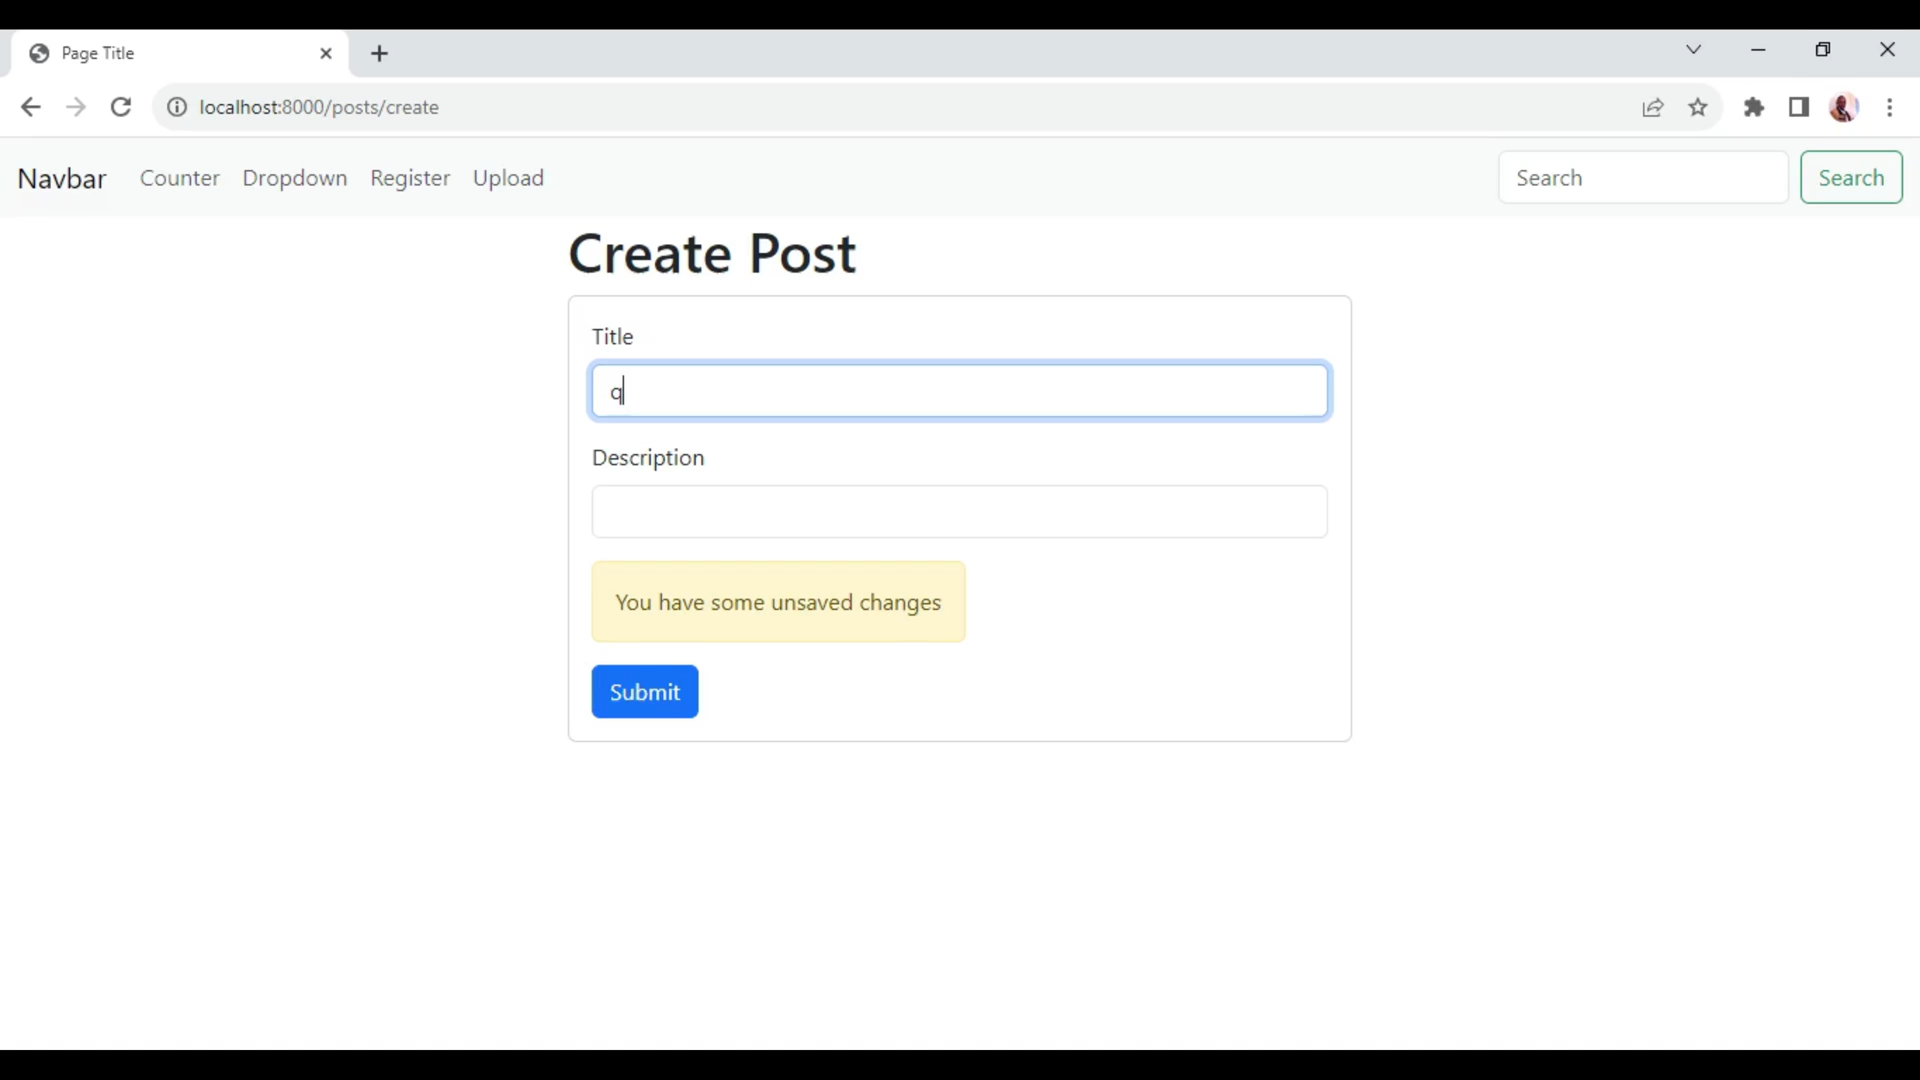 Page Title
localhost:8000/posts/create
Navbar Counter Dropdown Register Upload Search Search
Create Post
Title
q
Description
You have some unsaved changes
Submit